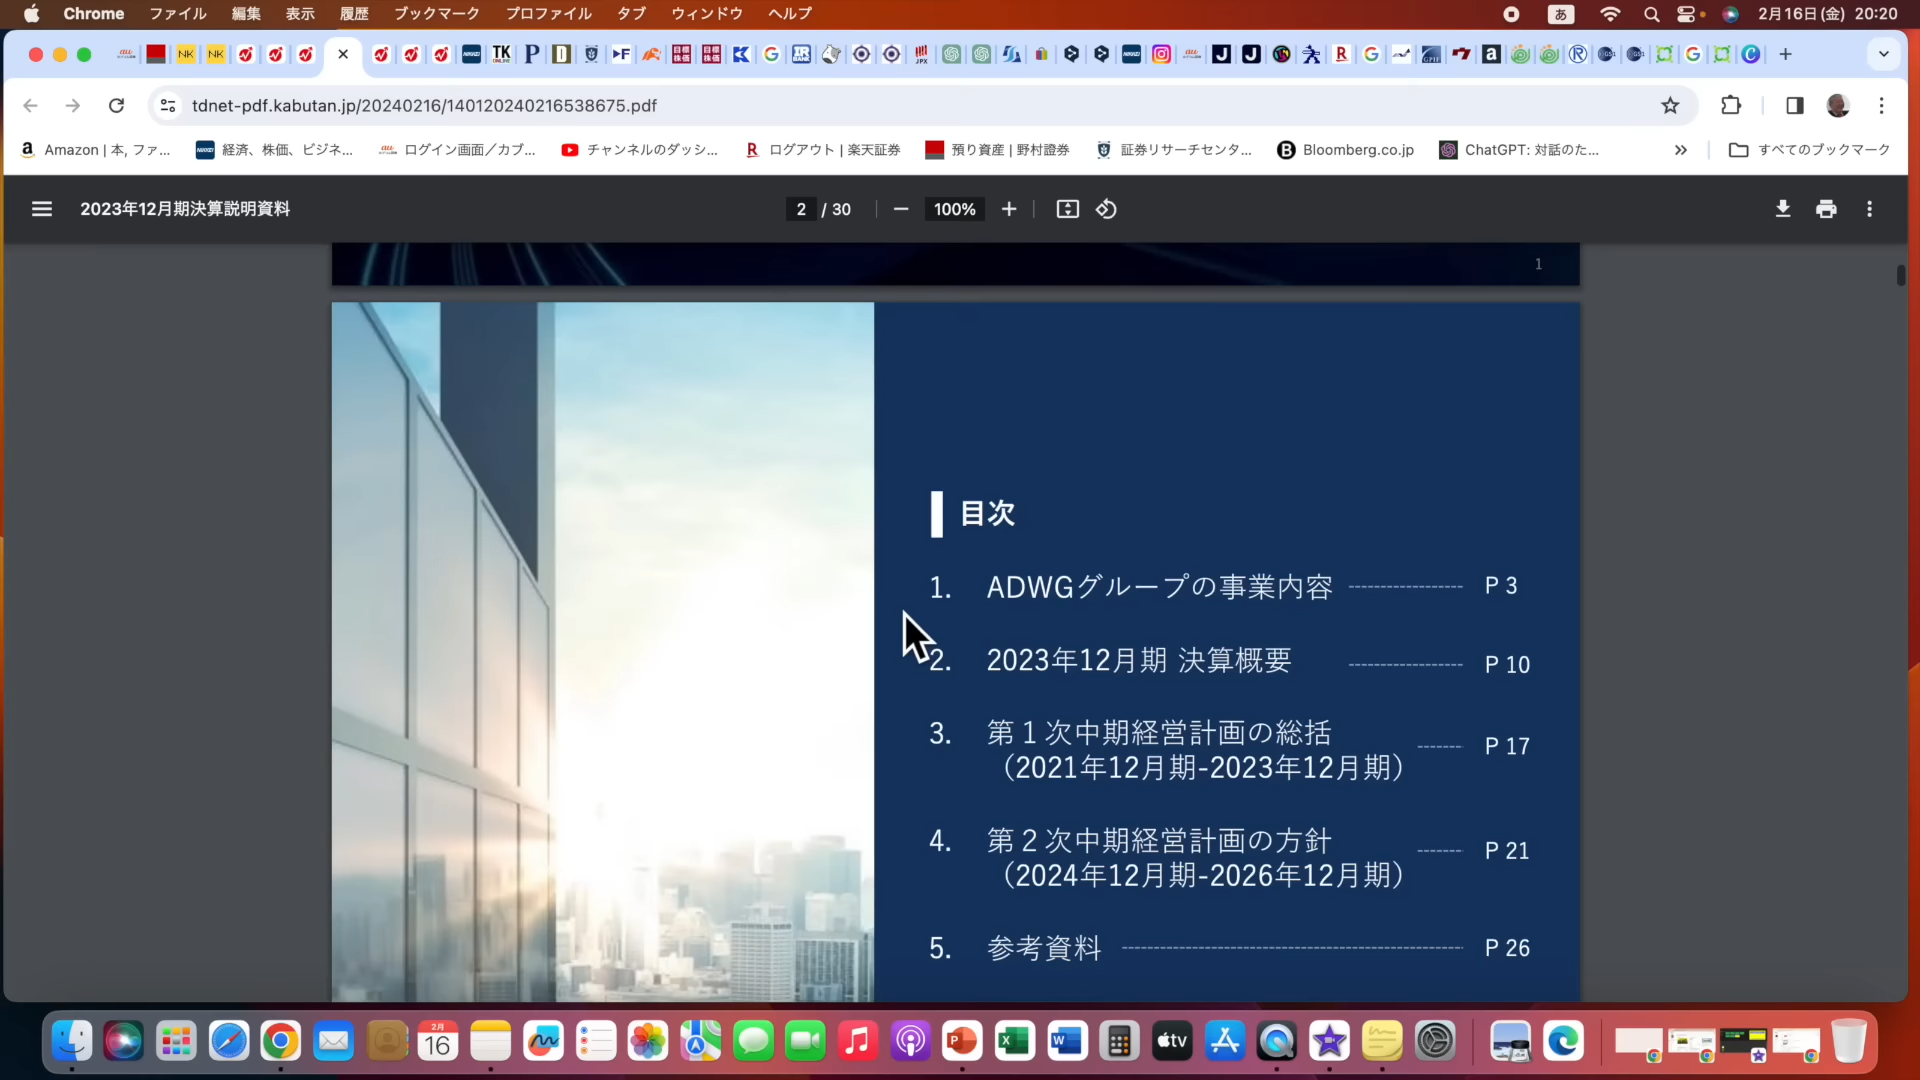 Chrome ファイル 編集 表示 履歴 ブックマーク プロファイル タブ ウィンドウ ヘルプ あ 2月16日(金) 20:20
tdnet-pdf.kabutan.jp/20240216/140120240216538675.pdf
Amazon | 本, ファ... 経済、株価、ビジネ... ログイン画面／カブ... チャンネルのダッシ... ログアウト | 楽天証券 預り資産 | 野村證券 証券リサーチセンタ... Bloomberg.co.jp ChatGPT: 対話のた... すべてのブックマーク
2023年12月期決算説明資料 2 / 30 100%
1
目次
1. ADWGグループの事業内容 P 3
2. 2023年12月期 決算概要 P 10
3. 第１次中期経営計画の総括 P 17
（2021年12月期-2023年12月期）
4. 第２次中期経営計画の方針 P 21
（2024年12月期-2026年12月期）
5. 参考資料 P 26
2月
16
tv